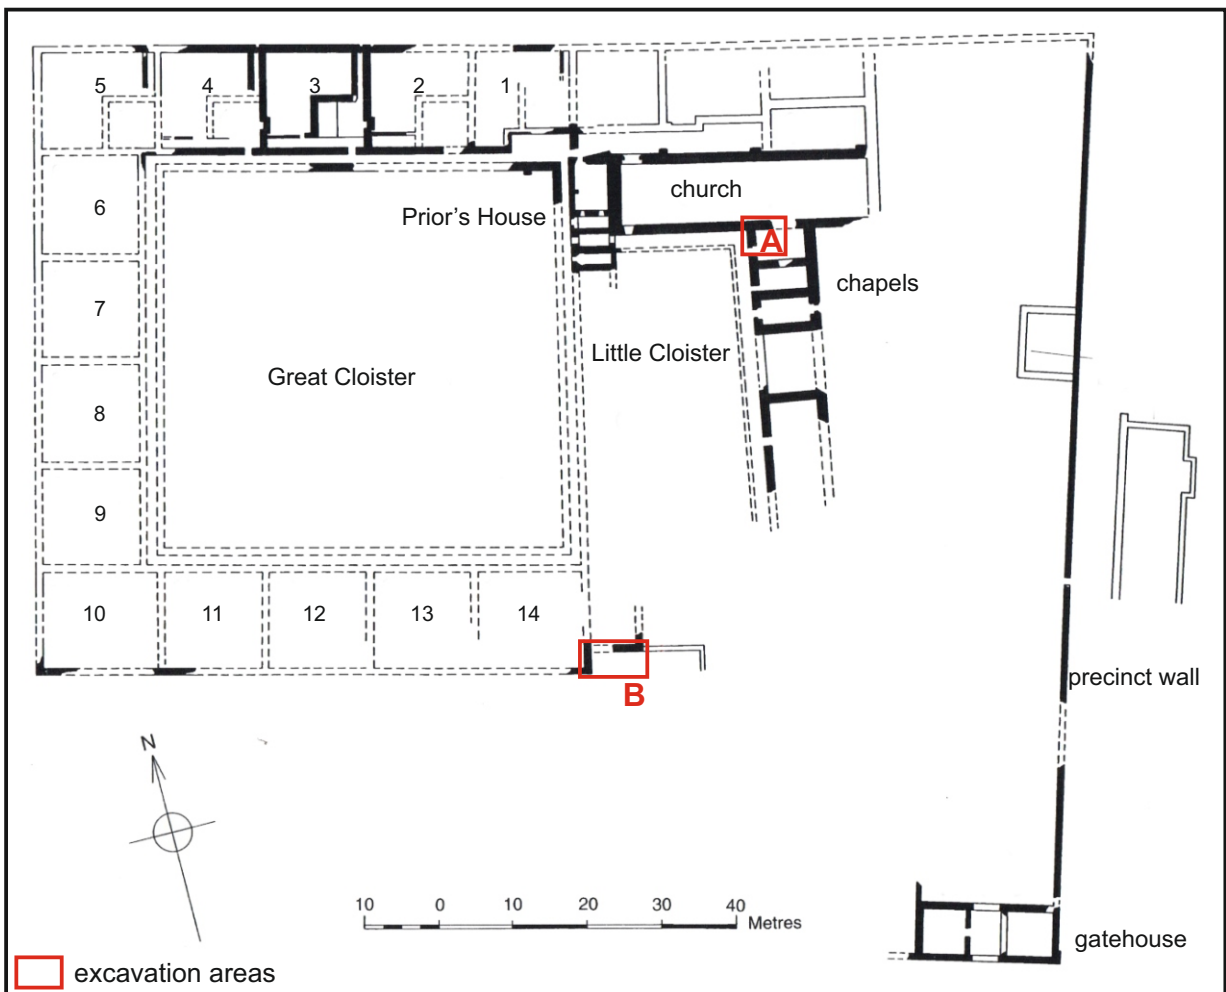 5
4
3
2
1
6
church
Prior's House
A
7
chapels
Little Cloister
Great Cloister
8
9
10
11
12
13
14
B
precinct wall
N
10 0 10 20 30 40
Metres
gatehouse
excavation areas